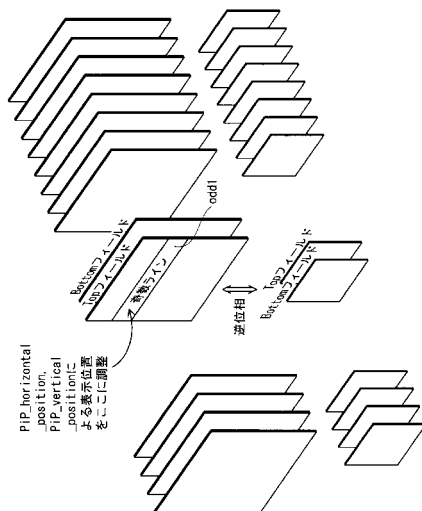 PiP_horizontal
_position,
PiP_vertical
_positionに
よる表示位置
をここに調整
Bottomフィールド
Topフィールド
奇数ライン
odd1
逆位相
Topフィールド
Bottomフィールド